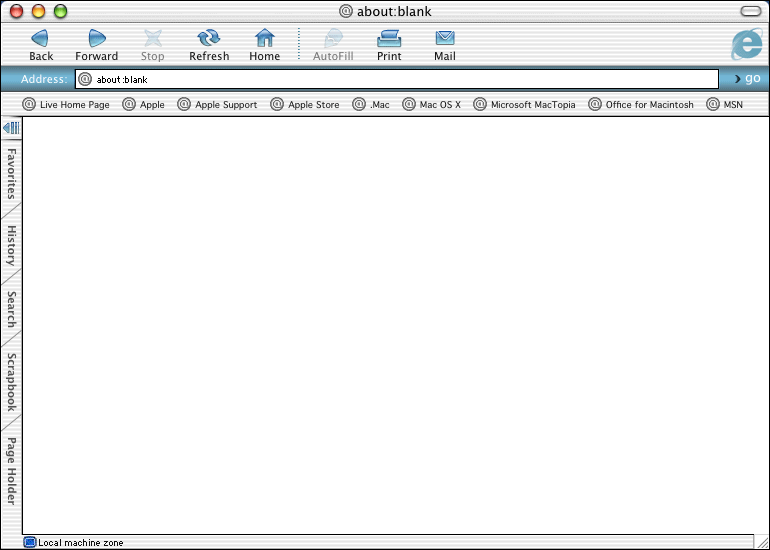 about:blank
Back Forward Stop Refresh Home AutoFill Print Mail
Address: about:blank go
Live Home Page Apple Apple Support Apple Store .Mac Mac OS X Microsoft MacTopia Office for Macintosh MSN
Favorites
History
Search
Scrapbook
Page Holder
Local machine zone